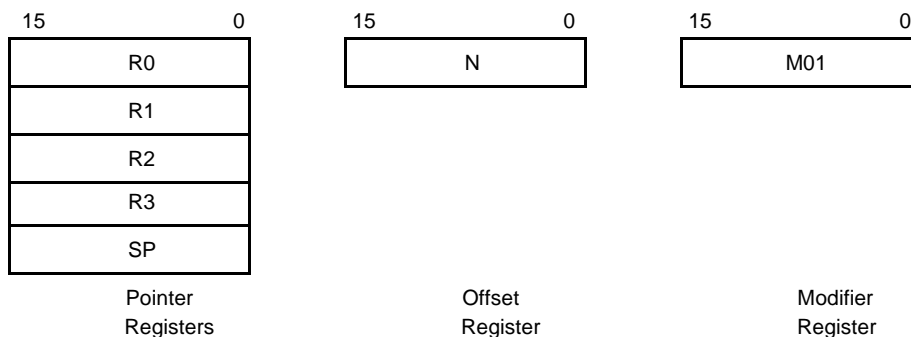 15 0 15 0 15 0
R0 N M01
R1
R2
R3
SP
Pointer Offset Modifier
Registers Register Register